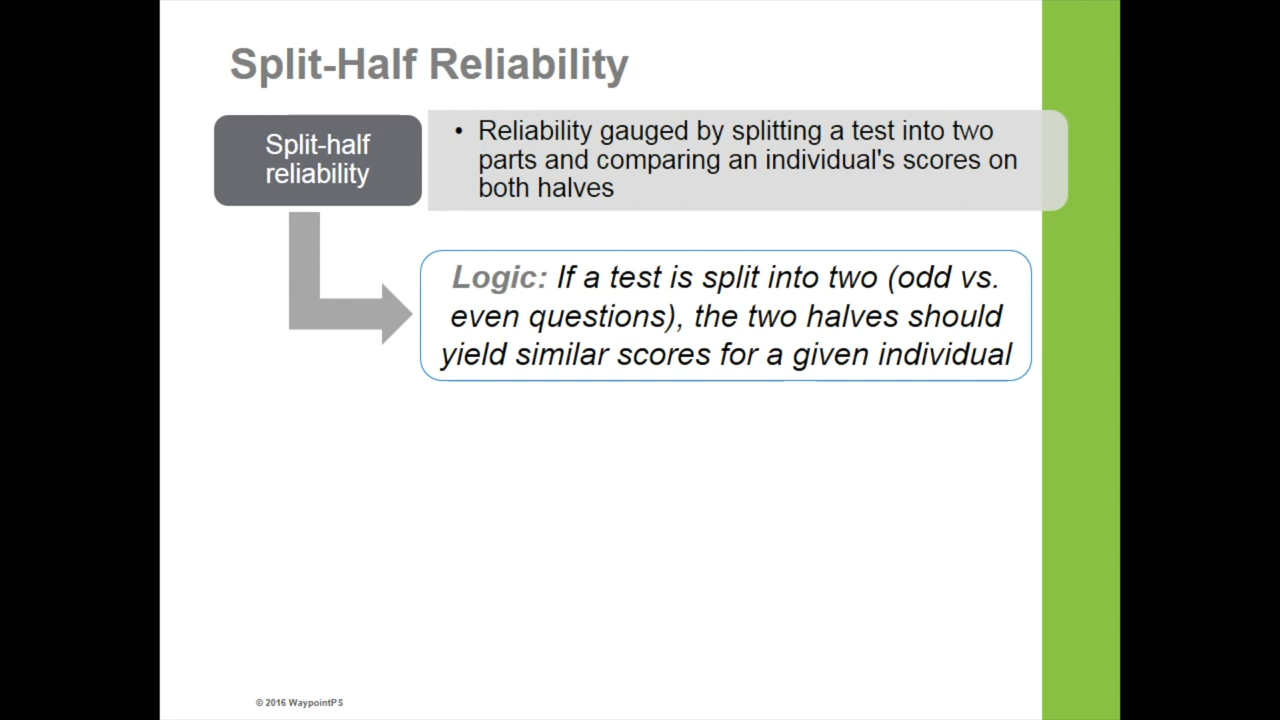 Split-Half Reliability
Split-half
reliability
• Reliability gauged by splitting a test into two
parts and comparing an individual's scores on
both halves
Logic: If a test is split into two (odd vs.
even questions), the two halves should
yield similar scores for a given individual
© 2016 WaypointPS